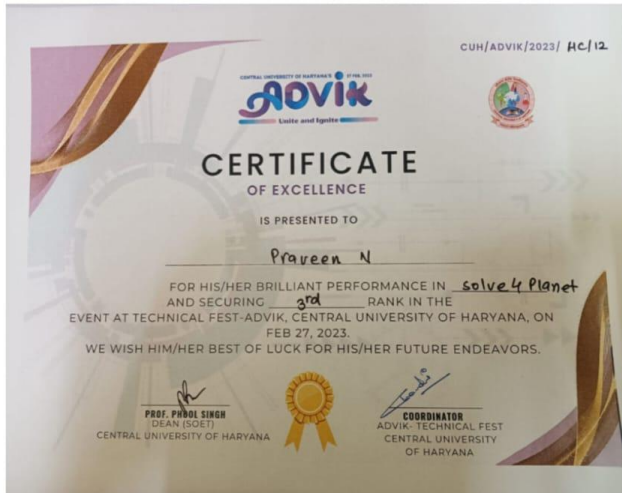 CUH/ADVIK/2023/ HC/12
CENTRAL UNIVERSITY OF HARYANA'S 27 FEB, 2023
ADVIK
Unite and Ignite
CERTIFICATE
OF EXCELLENCE
IS PRESENTED TO
Praveen N
FOR HIS/HER BRILLIANT PERFORMANCE IN solve 4 Planet
AND SECURING 3rd RANK IN THE
EVENT AT TECHNICAL FEST-ADVIK, CENTRAL UNIVERSITY OF HARYANA, ON
FEB 27, 2023.
WE WISH HIM/HER BEST OF LUCK FOR HIS/HER FUTURE ENDEAVORS.
PROF. PHOOL SINGH
DEAN (SOET)
CENTRAL UNIVERSITY OF HARYANA
COORDINATOR
ADVIK- TECHNICAL FEST
CENTRAL UNIVERSITY
OF HARYANA